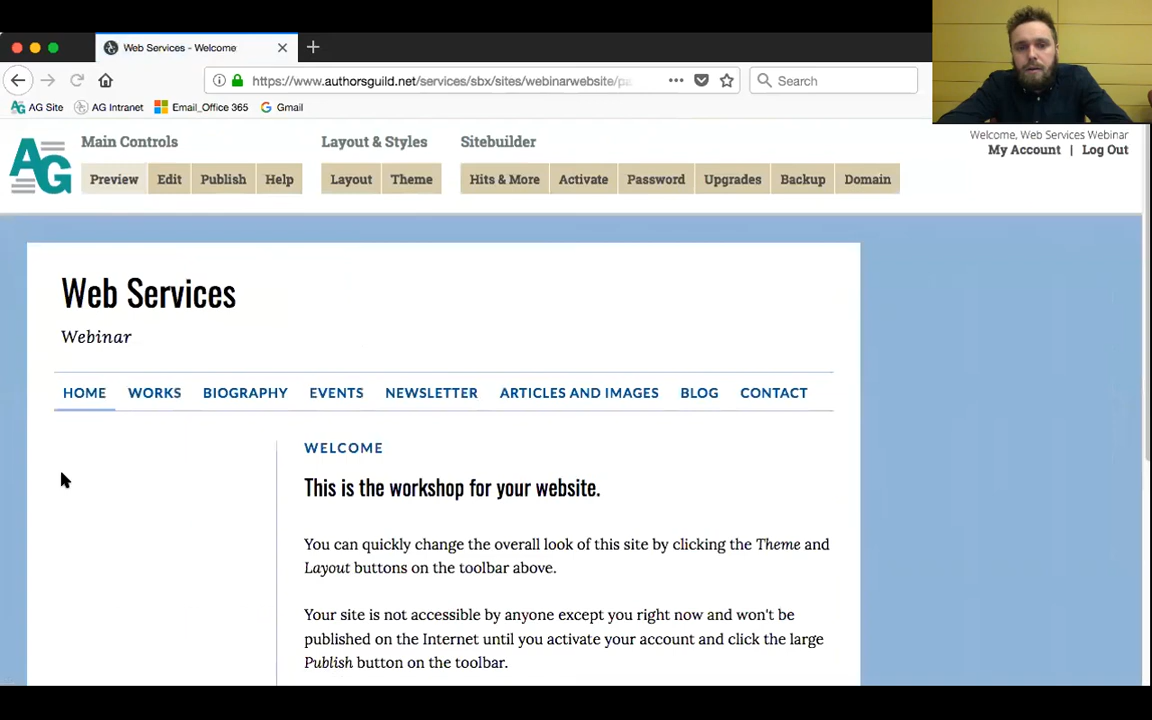 Web Services - Welcome
https://www.authorsguild.net/services/sbx/sites/webinarwebsite/pa
Search
AG Site
AG Intranet
Email_Office 365
Gmail
Welcome, Web Services Webinar
My Account | Log Out
AG
Main Controls
Layout & Styles
Sitebuilder
Preview Edit Publish Help
Layout Theme
Hits & More Activate Password Upgrades Backup Domain
Web Services
Webinar
HOME WORKS BIOGRAPHY EVENTS NEWSLETTER ARTICLES AND IMAGES BLOG CONTACT
WELCOME
This is the workshop for your website.
You can quickly change the overall look of this site by clicking the Theme and
Layout buttons on the toolbar above.
Your site is not accessible by anyone except you right now and won't be
published on the Internet until you activate your account and click the large
Publish button on the toolbar.